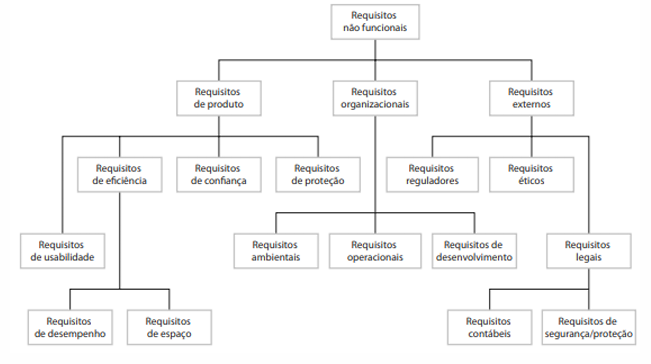 Requisitos
não funcionais
Requisitos
de produto
Requisitos
organizacionais
Requisitos
externos
Requisitos
de eficiência
Requisitos
de confiança
Requisitos
de proteção
Requisitos
reguladores
Requisitos
éticos
Requisitos
de usabilidade
Requisitos
ambientais
Requisitos
operacionais
Requisitos de
desenvolvimento
Requisitos
legais
Requisitos
de desempenho
Requisitos
de espaço
Requisitos
contábeis
Requisitos de
segurança/proteção